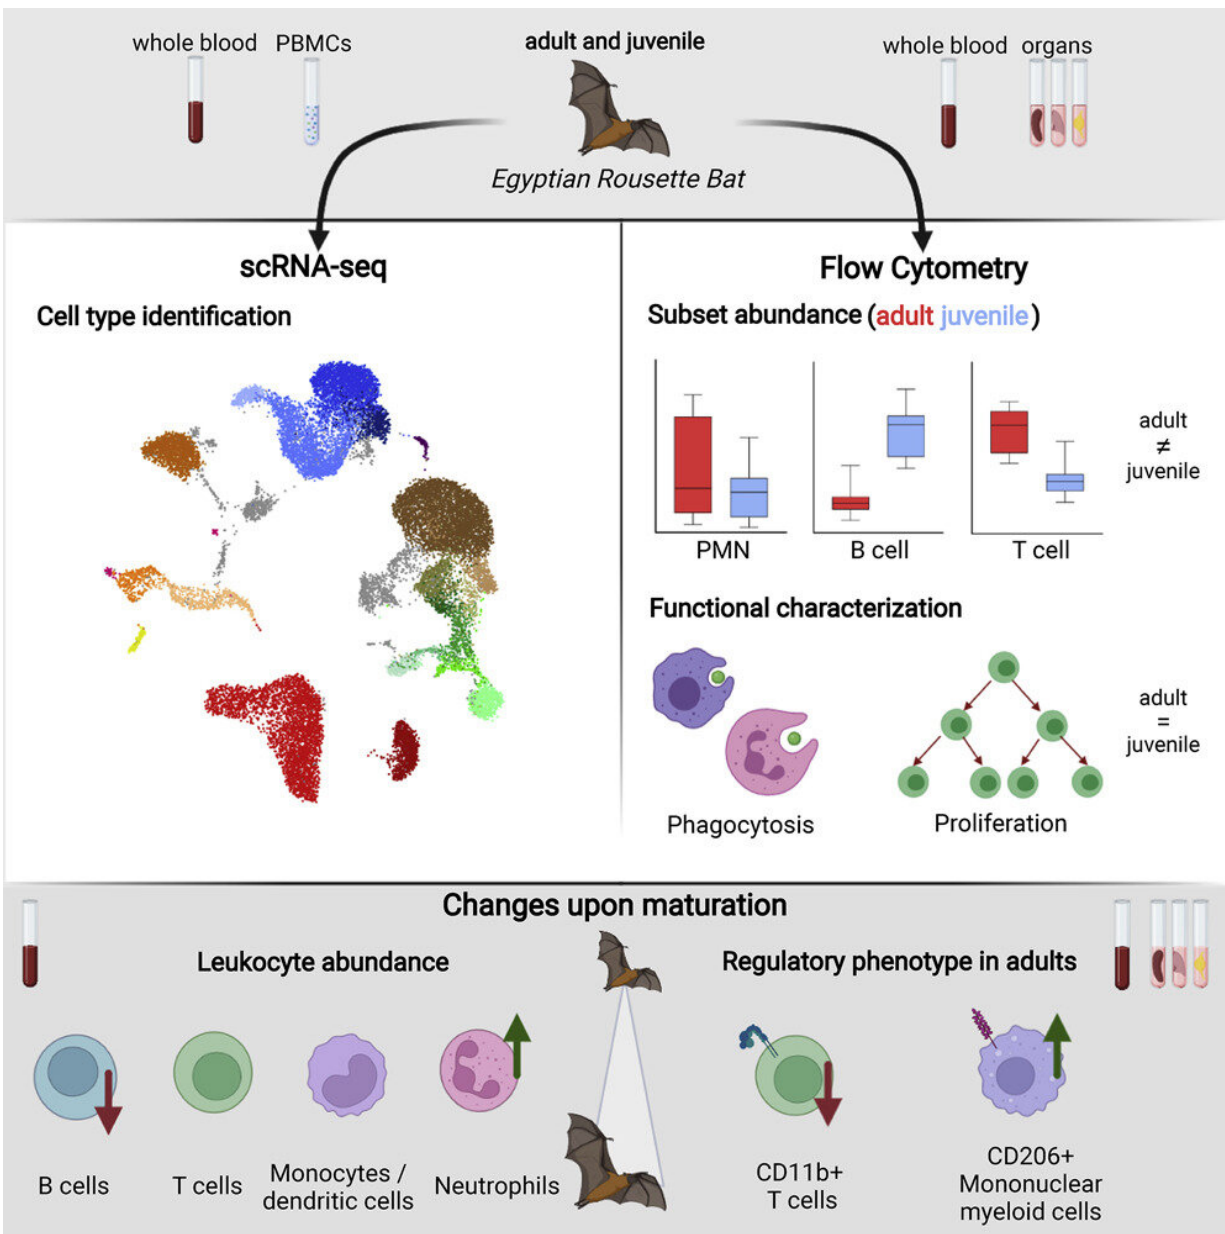 whole blood PBMCs
adult and juvenile
whole blood organs
Egyptian Rousette Bat
scRNA-seq
Cell type identification
Flow Cytometry
Subset abundance (adult juvenile)
PMN
B cell
T cell
adult
≠
juvenile
Functional characterization
Phagocytosis
Proliferation
adult
=
juvenile
Changes upon maturation
Leukocyte abundance
B cells
T cells
Monocytes /
dendritic cells
Neutrophils
Regulatory phenotype in adults
CD11b+
T cells
CD206+
Mononuclear
myeloid cells